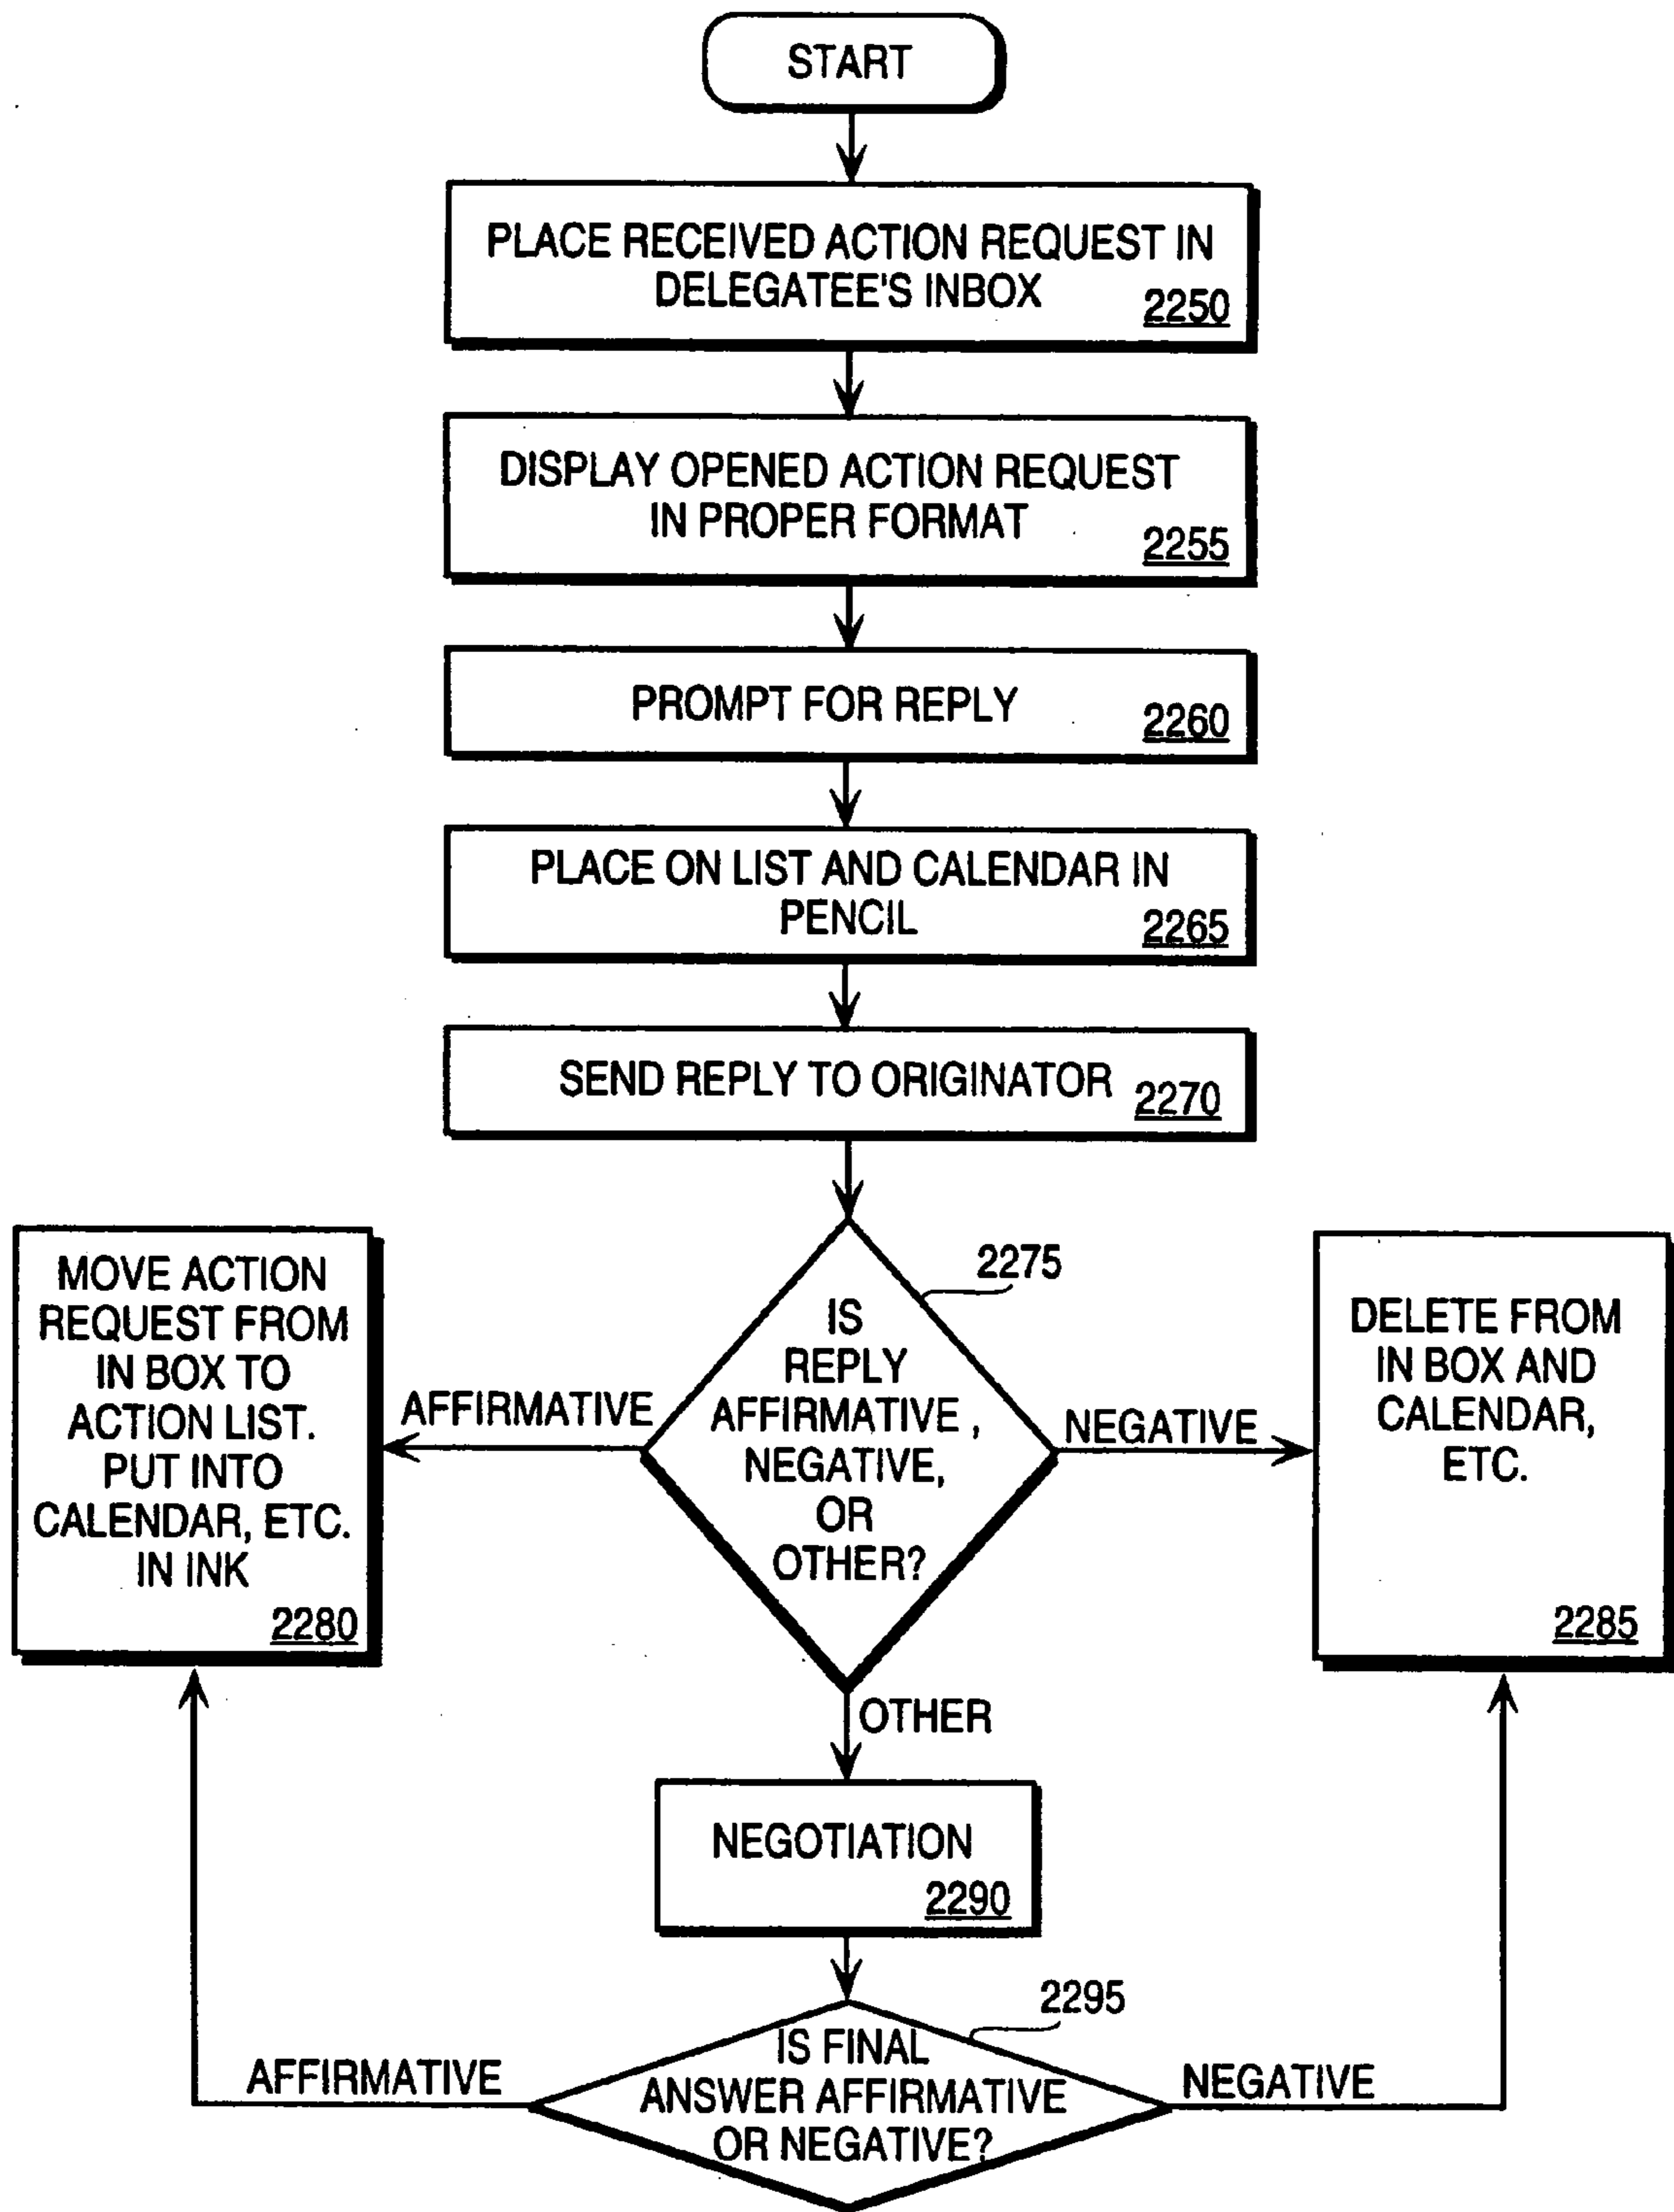 START
PLACE RECEIVED ACTION REQUEST IN
DELEGATEE'S INBOX
2250
DISPLAY OPENED ACTION REQUEST
IN PROPER FORMAT
2255
PROMPT FOR REPLY
2260
PLACE ON LIST AND CALENDAR IN
PENCIL
2265
SEND REPLY TO ORIGINATOR
2270
2275
IS
REPLY
AFFIRMATIVE ,
NEGATIVE,
OR
OTHER?
AFFIRMATIVE
MOVE ACTION
REQUEST FROM
IN BOX TO
ACTION LIST.
PUT INTO
CALENDAR, ETC.
IN INK
2280
NEGATIVE
DELETE FROM
IN BOX AND
CALENDAR,
ETC.
2285
OTHER
NEGOTIATION
2290
2295
IS FINAL
ANSWER AFFIRMATIVE
OR NEGATIVE?
AFFIRMATIVE
NEGATIVE